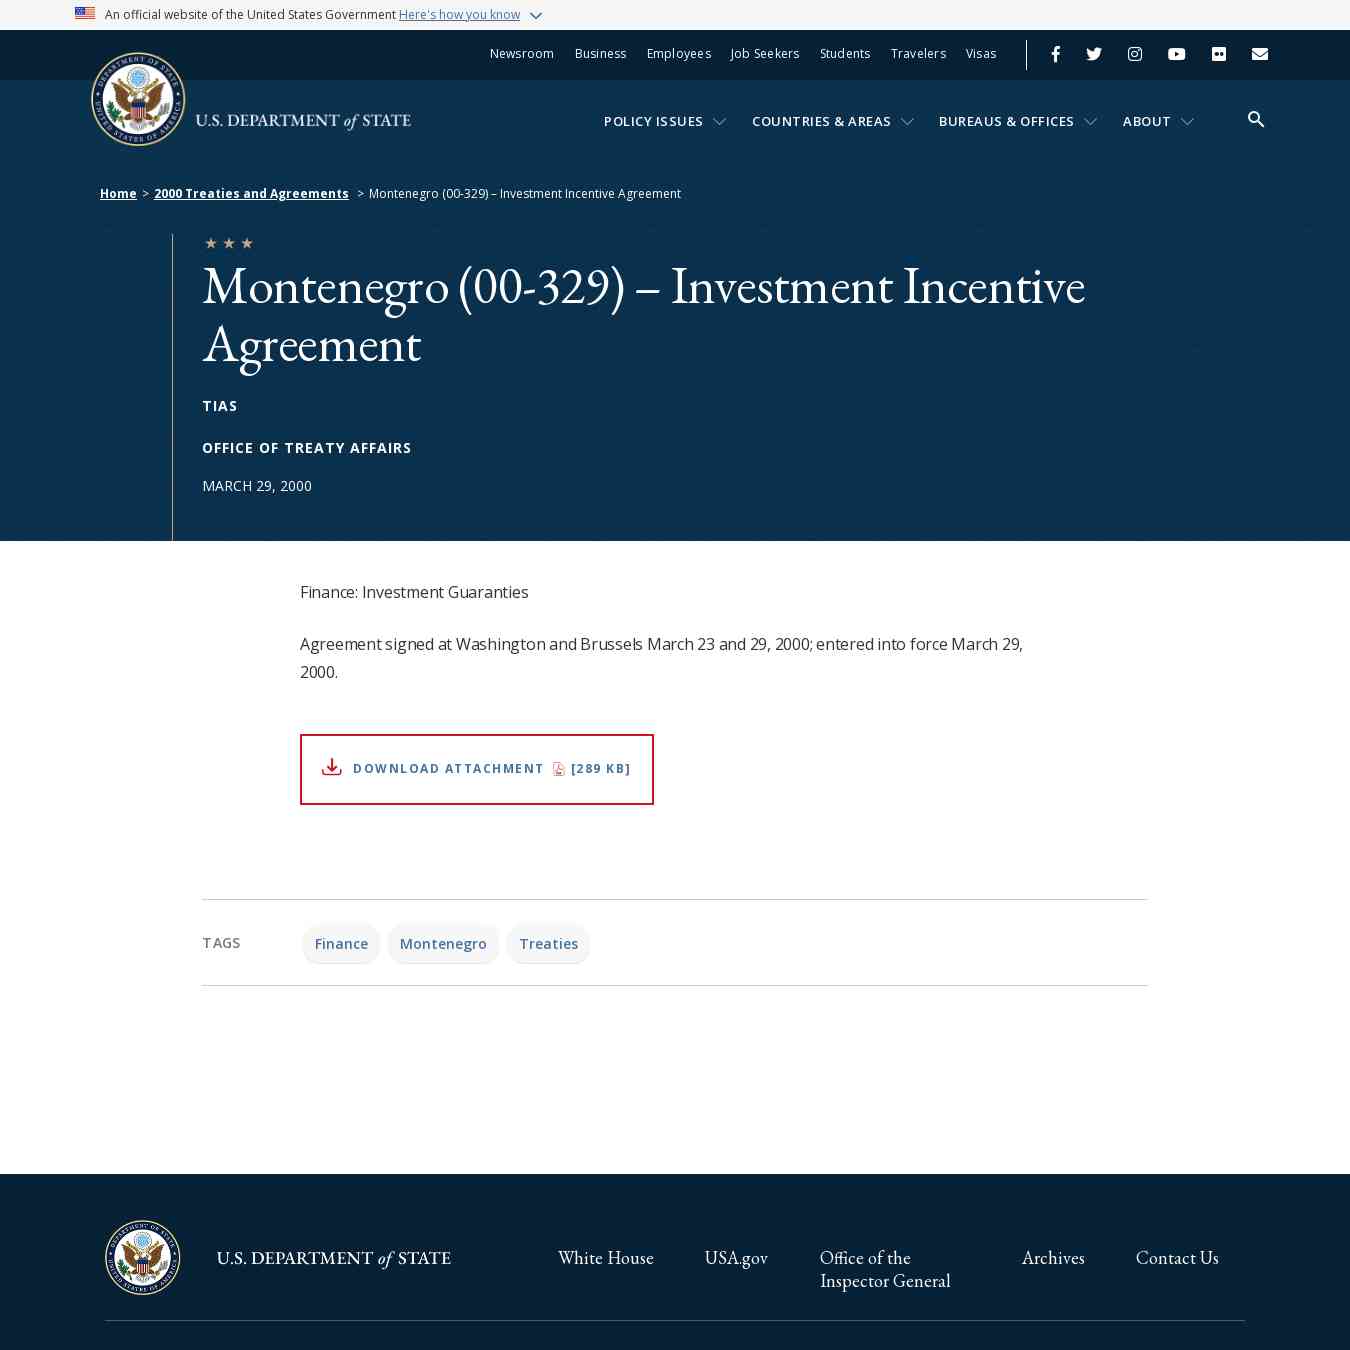 An official website of the United States Government Here's how you know
Newsroom Business Employees Job Seekers Students Travelers Visas
U.S. DEPARTMENT of STATE
POLICY ISSUES COUNTRIES & AREAS BUREAUS & OFFICES ABOUT
Home > 2000 Treaties and Agreements > Montenegro (00-329) – Investment Incentive Agreement
Montenegro (00-329) – Investment Incentive
Agreement
TIAS
OFFICE OF TREATY AFFAIRS
MARCH 29, 2000
Finance: Investment Guaranties
Agreement signed at Washington and Brussels March 23 and 29, 2000; entered into force March 29,
2000.
DOWNLOAD ATTACHMENT [289 KB]
TAGS Finance Montenegro Treaties
U.S. DEPARTMENT of STATE
White House USA.gov Office of the Archives Contact Us
Inspector General